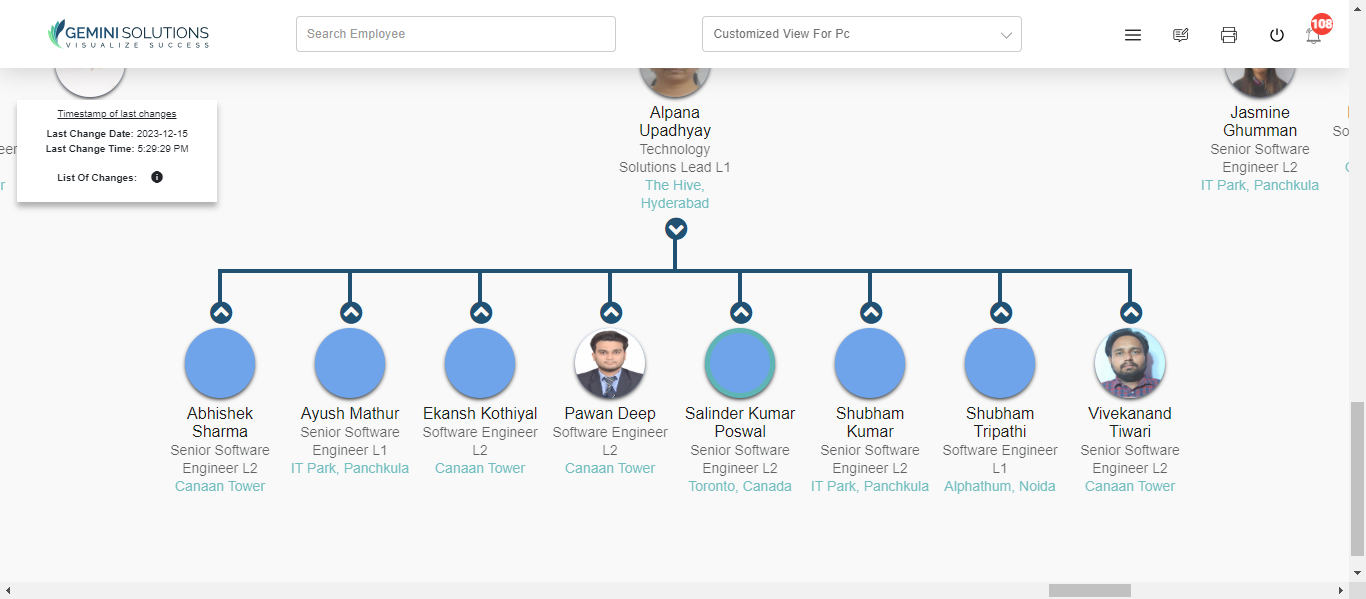 GEMINI SOLUTIONS
VISUALIZE SUCCESS
Search Employee
Customized View For Pc
108
Timestamp of last changes
Last Change Date: 2023-12-15
Last Change Time: 5:29:29 PM
List Of Changes:
Alpana
Upadhyay
Technology
Solutions Lead L1
The Hive,
Hyderabad
Jasmine
Ghumman
Senior Software
Engineer L2
IT Park, Panchkula
Abhishek
Sharma
Senior Software
Engineer L2
Canaan Tower
Ayush Mathur
Senior Software
Engineer L1
IT Park, Panchkula
Ekansh Kothiyal
Software Engineer
L2
Canaan Tower
Pawan Deep
Software Engineer
L2
Canaan Tower
Salinder Kumar
Poswal
Senior Software
Engineer L2
Toronto, Canada
Shubham
Kumar
Senior Software
Engineer L2
IT Park, Panchkula
Shubham
Tripathi
Software Engineer
L1
Alphathum, Noida
Vivekanand
Tiwari
Senior Software
Engineer L2
Canaan Tower